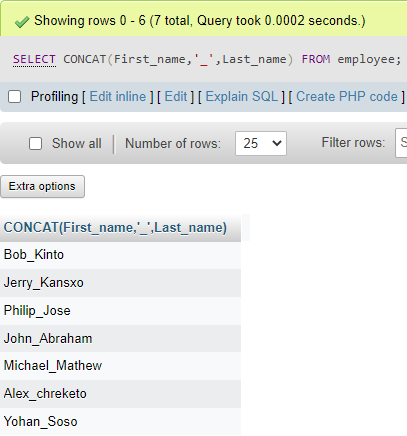 Showing rows 0 - 6 (7 total, Query took 0.0002 seconds.)
SELECT CONCAT(First_name,'_',Last_name) FROM employee;
Profiling [ Edit inline ] [ Edit ] [ Explain SQL ] [ Create PHP code ]
Show all Number of rows: 25 Filter rows: S
Extra options
CONCAT(First_name,'_',Last_name)
Bob_Kinto
Jerry_Kansxo
Philip_Jose
John_Abraham
Michael_Mathew
Alex_chreketo
Yohan_Soso